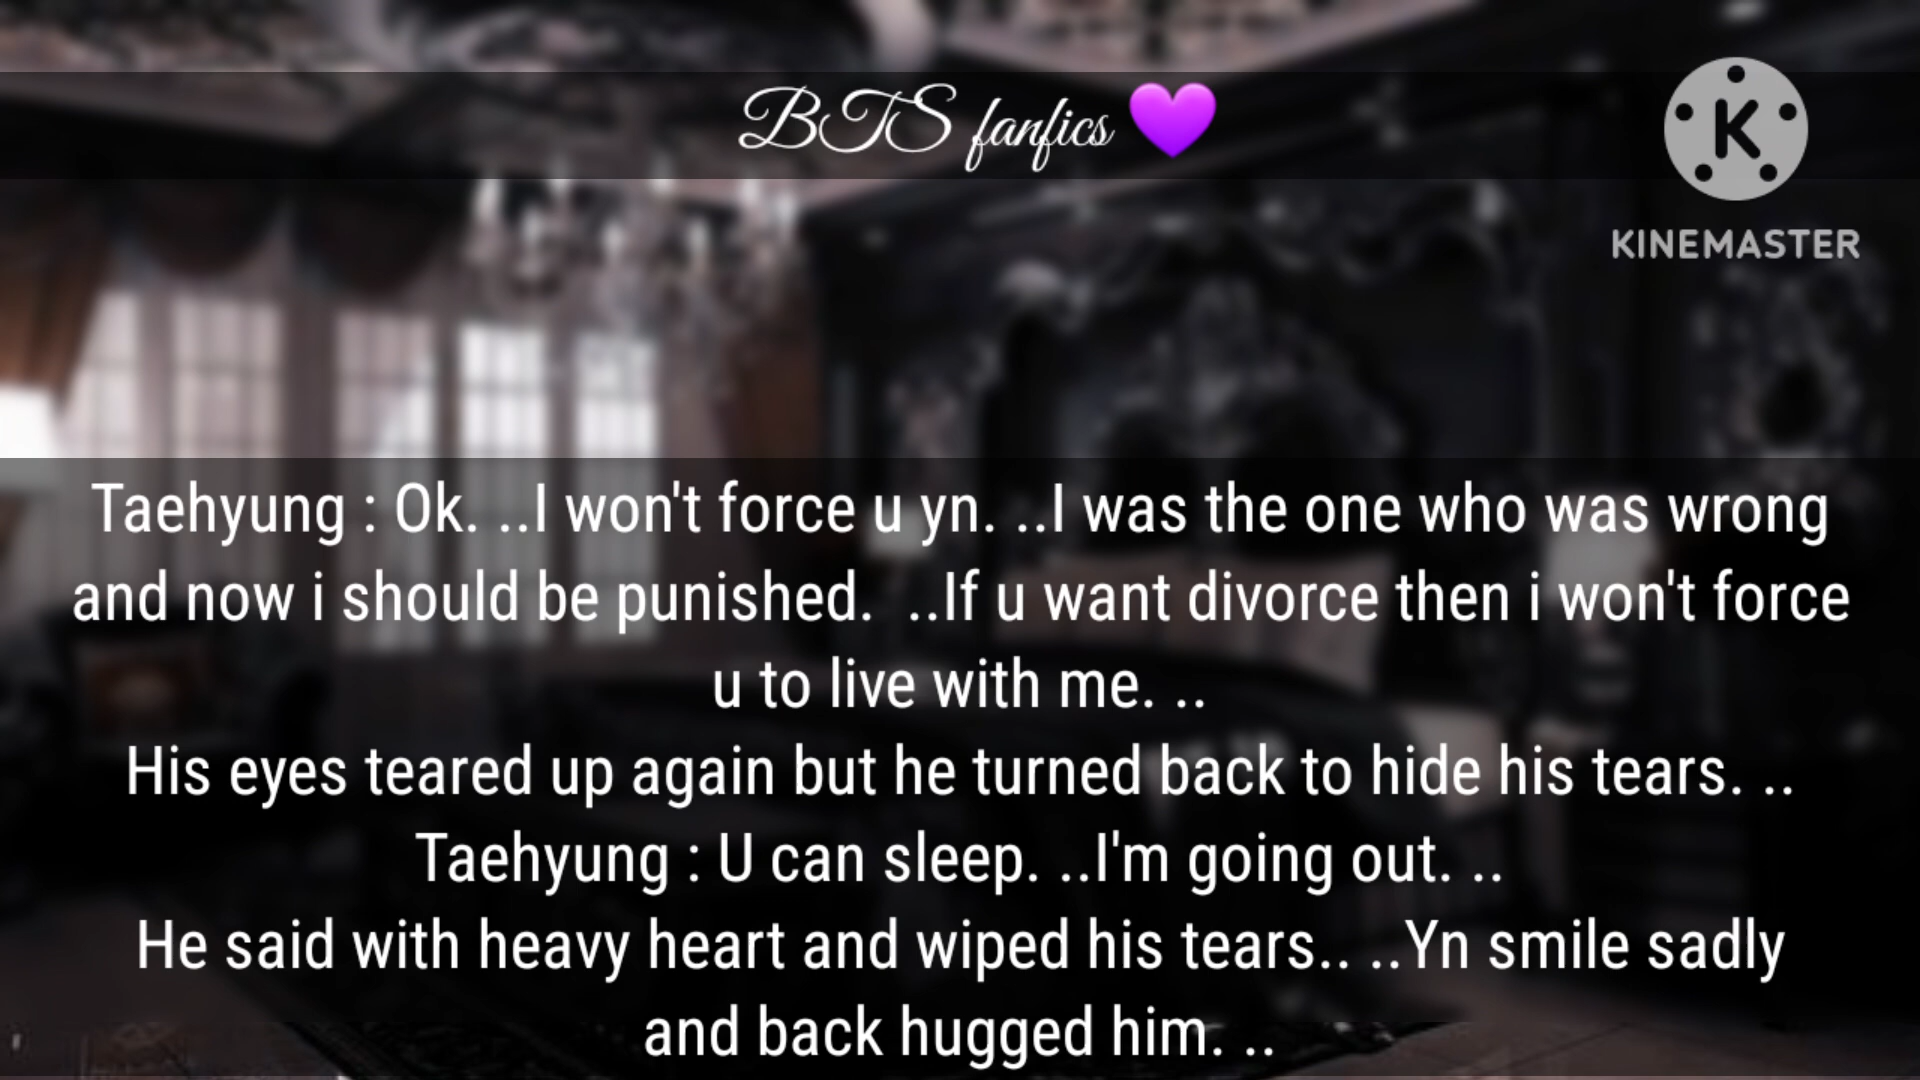 BTS fanfics 💜
K
KINEMASTER
Taehyung : Ok. ..I won't force u yn. ..I was the one who was wrong
and now i should be punished.  ..If u want divorce then i won't force
u to live with me. ..
His eyes teared up again but he turned back to hide his tears. ..
Taehyung : U can sleep. ..I'm going out. ..
He said with heavy heart and wiped his tears.. ..Yn smile sadly
and back hugged him. ..